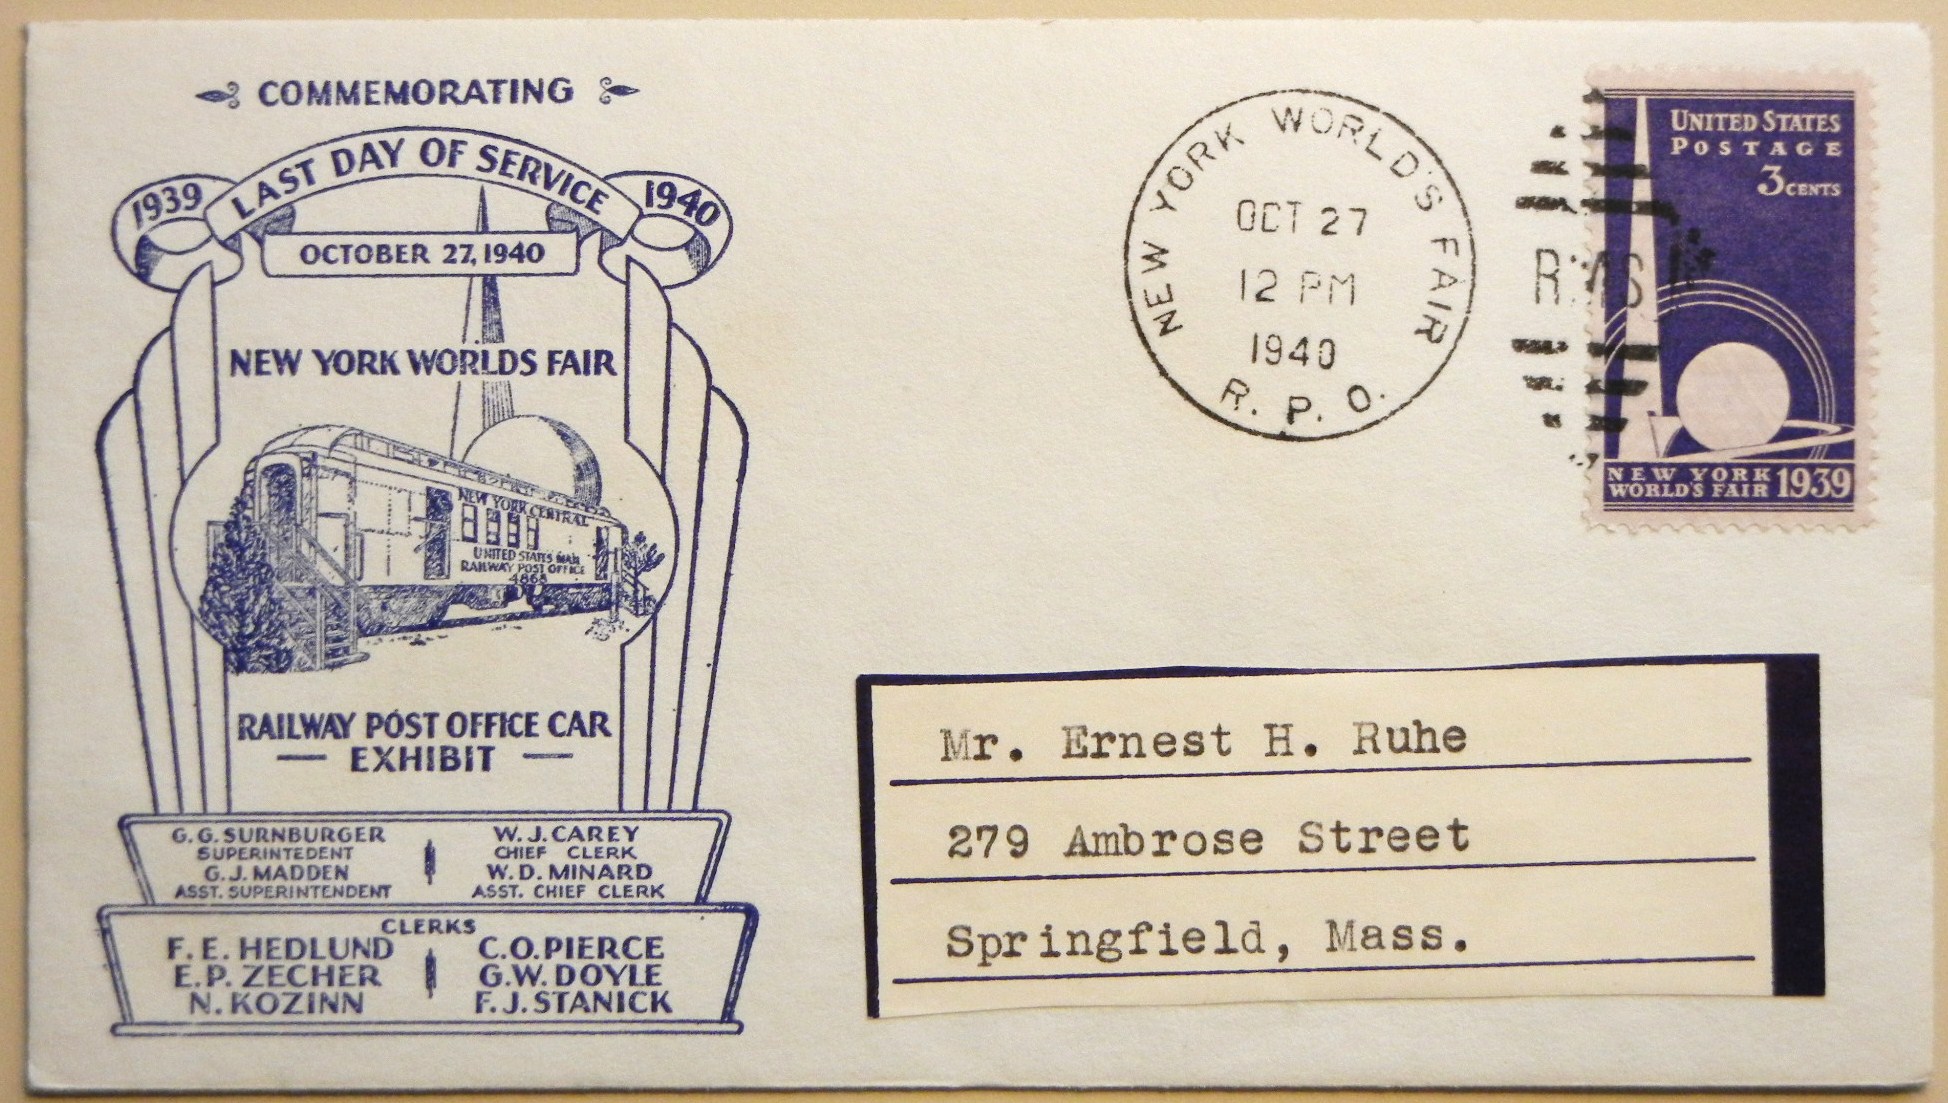 COMMEMORATING
1939 LAST DAY OF SERVICE 1940
OCTOBER 27, 1940
NEW YORK WORLDS FAIR
NEW YORK CENTRAL
UNITED STATES MAIL
RAILWAY POST OFFICE
4868
RAILWAY POST OFFICE CAR
— EXHIBIT —
G. G. SURNBURGER
SUPERINTEDENT
G. J. MADDEN
ASST. SUPERINTENDENT
W. J. CAREY
CHIEF CLERK
W. D. MINARD
ASST. CHIEF CLERK
CLERKS
F. E. HEDLUND
E. P. ZECHER
N. KOZINN
C. O. PIERCE
G. W. DOYLE
F. J. STANICK
NEW YORK WORLD'S FAIR
OCT 27
12 PM
1940
R. P. O.
UNITED STATES
POSTAGE
3 CENTS
NEW YORK
WORLD'S FAIR 1939
Mr. Ernest H. Ruhe
279 Ambrose Street
Springfield, Mass.